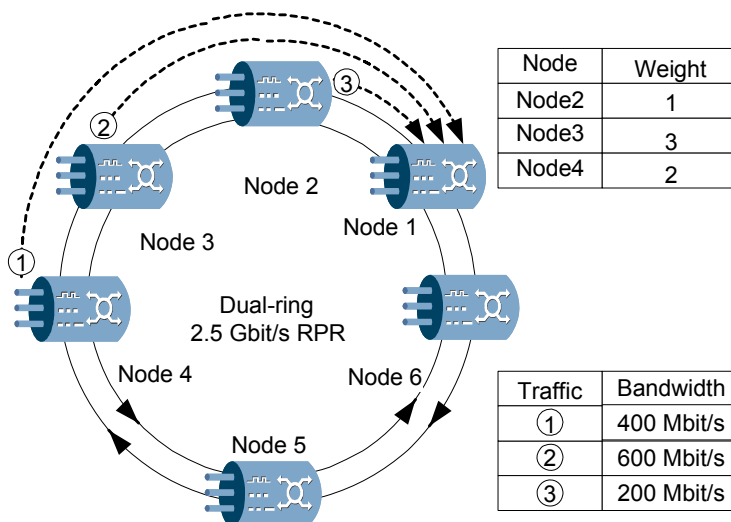 ③
②
①
Node 2
Node 1
Node 3
Dual-ring
2.5 Gbit/s RPR
Node 4
Node 6
Node 5
Node Weight
Node2 1
Node3 3
Node4 2
Traffic Bandwidth
① 400 Mbit/s
② 600 Mbit/s
③ 200 Mbit/s